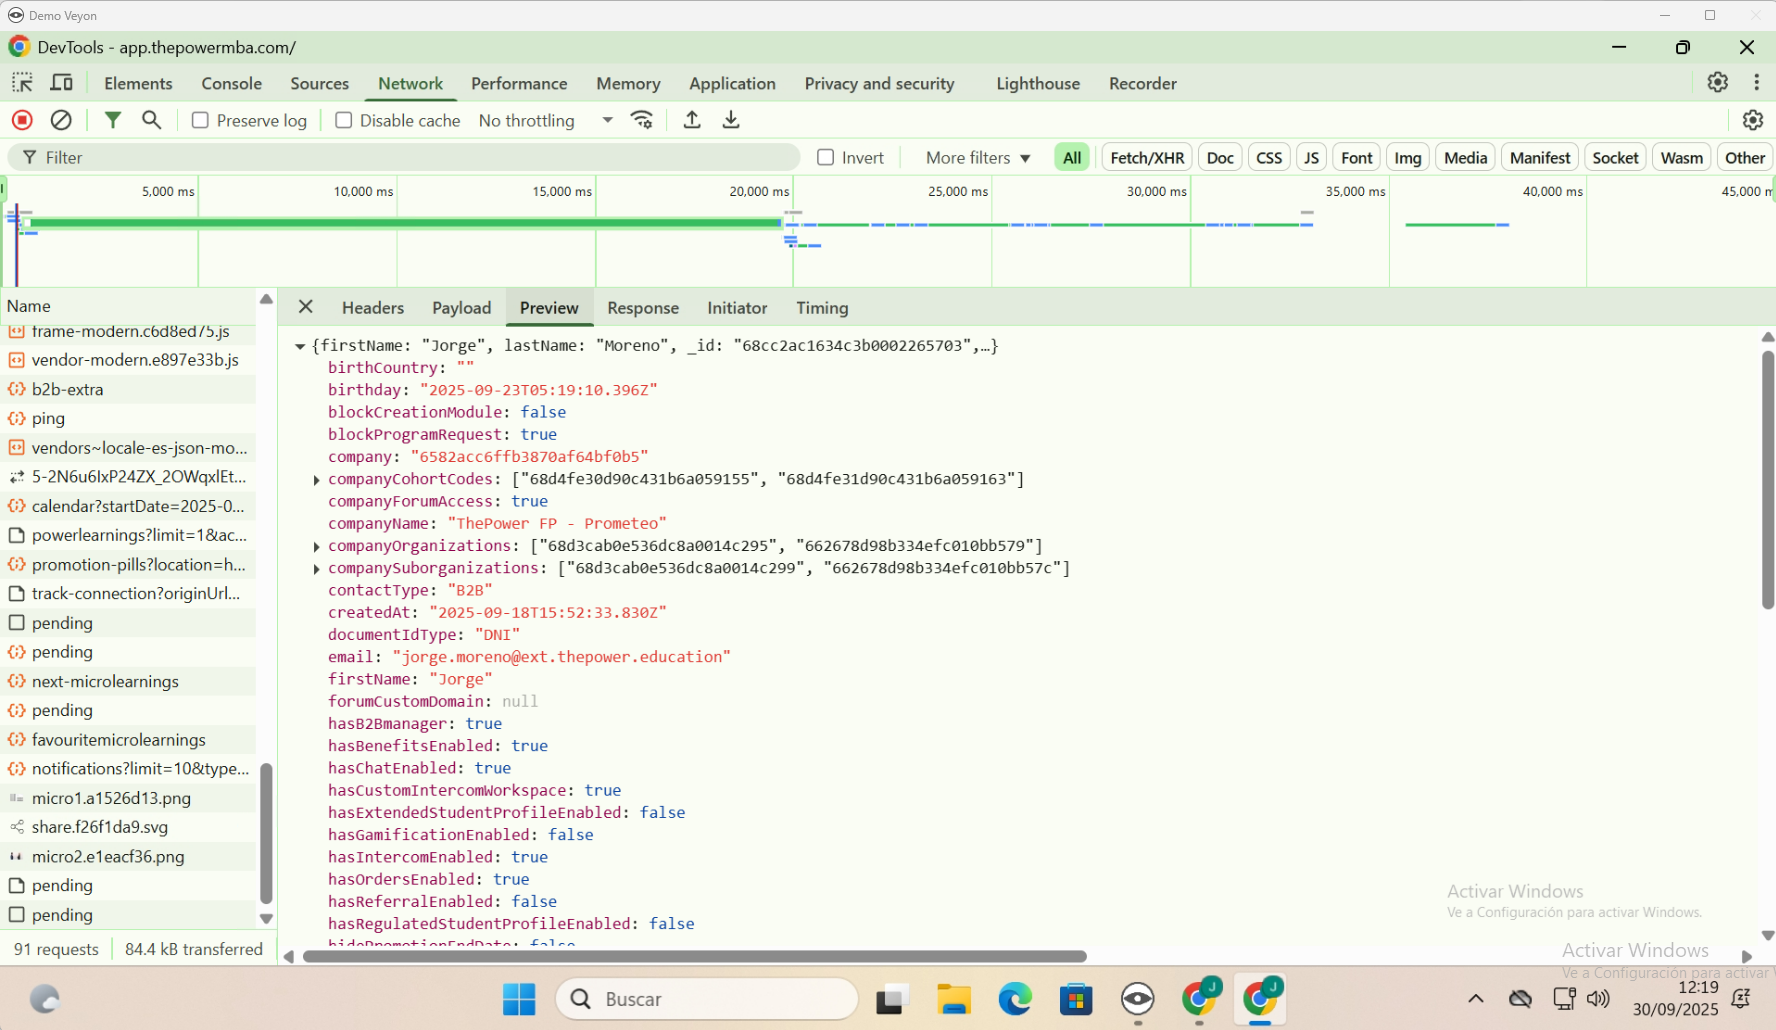 Demo Veyon
DevTools - app.thepowermba.com/
Elements Console Sources Network Performance Memory Application Privacy and security Lighthouse Recorder
Preserve log Disable cache No throttling
Filter Invert More filters All Fetch/XHR Doc CSS JS Font Img Media Manifest Socket Wasm Other
5,000 ms 10,000 ms 15,000 ms 20,000 ms 25,000 ms 30,000 ms 35,000 ms 40,000 ms 45,000 m
Name
frame-modern.c6d8ed75.js
vendor-modern.e897e33b.js
b2b-extra
ping
vendors~locale-es-json-mo...
5-2N6u6lxP24ZX_2OWqxlEt...
calendar?startDate=2025-0...
powerlearnings?limit=1&ac...
promotion-pills?location=h...
track-connection?originUrl...
pending
pending
next-microlearnings
pending
favouritemicrolearnings
notifications?limit=10&type...
micro1.a1526d13.png
share.f26f1da9.svg
micro2.e1eacf36.png
pending
pending
91 requests 84.4 kB transferred
Headers Payload Preview Response Initiator Timing
{firstName: "Jorge", lastName: "Moreno", _id: "68cc2ac1634c3b0002265703",…}
birthCountry: ""
birthday: "2025-09-23T05:19:10.396Z"
blockCreationModule: false
blockProgramRequest: true
company: "6582acc6ffb3870af64bf0b5"
companyCohortCodes: ["68d4fe30d90c431b6a059155", "68d4fe31d90c431b6a059163"]
companyForumAccess: true
companyName: "ThePower FP - Prometeo"
companyOrganizations: ["68d3cab0e536dc8a0014c295", "662678d98b334efc010bb579"]
companySuborganizations: ["68d3cab0e536dc8a0014c299", "662678d98b334efc010bb57c"]
contactType: "B2B"
createdAt: "2025-09-18T15:52:33.830Z"
documentIdType: "DNI"
email: "jorge.moreno@ext.thepower.education"
firstName: "Jorge"
forumCustomDomain: null
hasB2Bmanager: true
hasBenefitsEnabled: true
hasChatEnabled: true
hasCustomIntercomWorkspace: true
hasExtendedStudentProfileEnabled: false
hasGamificationEnabled: false
hasIntercomEnabled: true
hasOrdersEnabled: true
hasReferralEnabled: false
hasRegulatedStudentProfileEnabled: false
hidePromotionEndDate: false
Activar Windows
Ve a Configuración para activar Windows.
Activar Windows
Ve a Configuración para activar
Buscar
J
J
12:19
30/09/2025